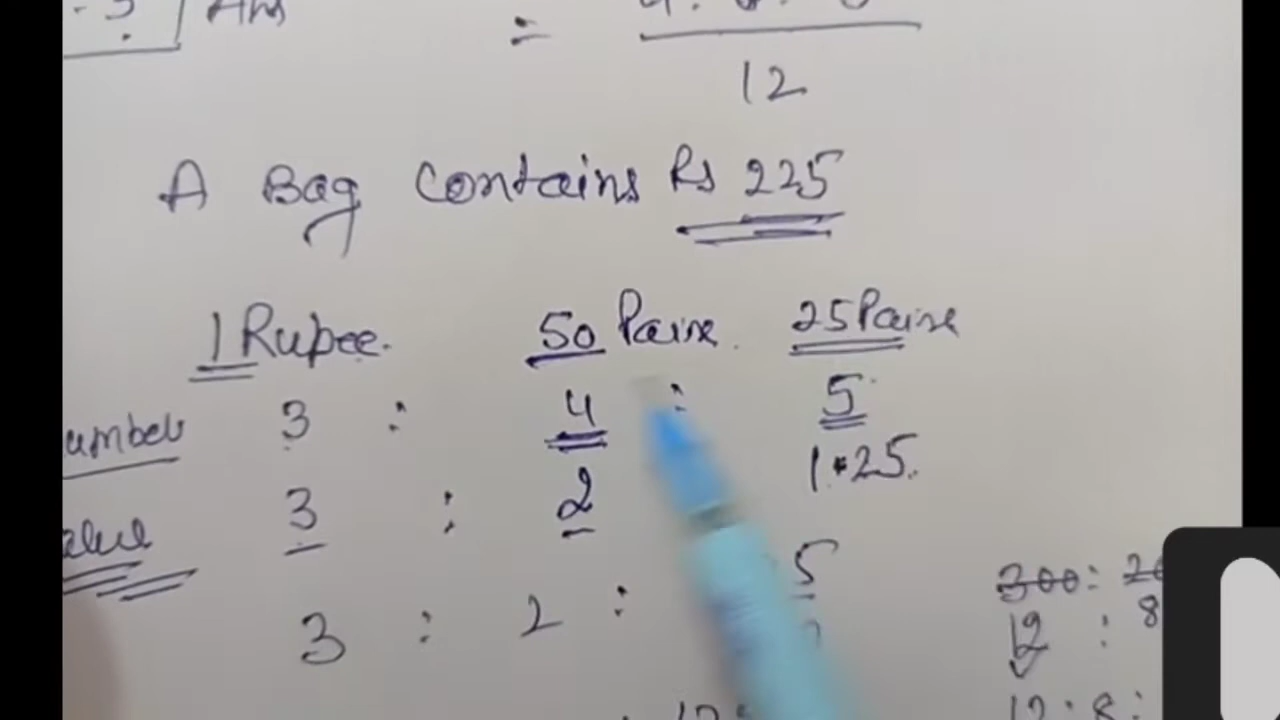 Ans
=
12
A Bag Contains Rs 225
1 Rupee. 50 Paise. 25 Paise
umber 3 : 4 : 5
1.25
alue 3 : 2
5
300 :
3 : 2 :
12 : 8
12 : 8 :